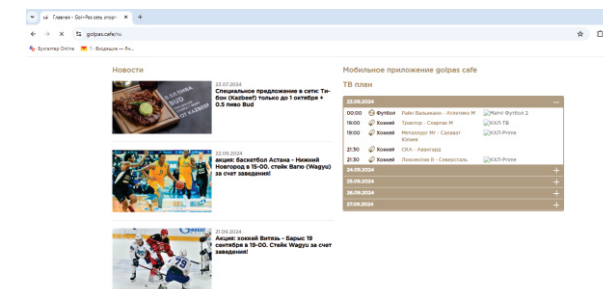 Главная - Gol+Pas сеть спорт-
golpas.cafe/ru
Бухгалтер Online
Новости
23.07.2024
Специальное предложение в сети: Ти-
бон (Kazbeef) только до 1 октября +
0.5 пиво Bud
22.09.2024
акция: баскетбол Астана - Нижний
Новгород в 15-00. стейк Вагю (Wagyu)
за счет заведения!
21.09.2024
Акция: хоккей Витязь - Барыс 19
сентября в 19-00. Стейк Wagyu за счет
заведения!
Мобильное приложение golpas cafe
ТВ план
23.09.2024
00:00 Футбол Райо Вальекано - Атлетико М Матч! Футбол 2
19:00 Хоккей Трактор - Спартак М КХЛ ТВ
19:00 Хоккей Металлург Мг - Салават КХЛ-Prime
Юлаев
21:30 Хоккей СКА - Авангард
21:30 Хоккей Локомотив Я - Северсталь КХЛ-Prime
24.09.2024
25.09.2024
26.09.2024
27.09.2024